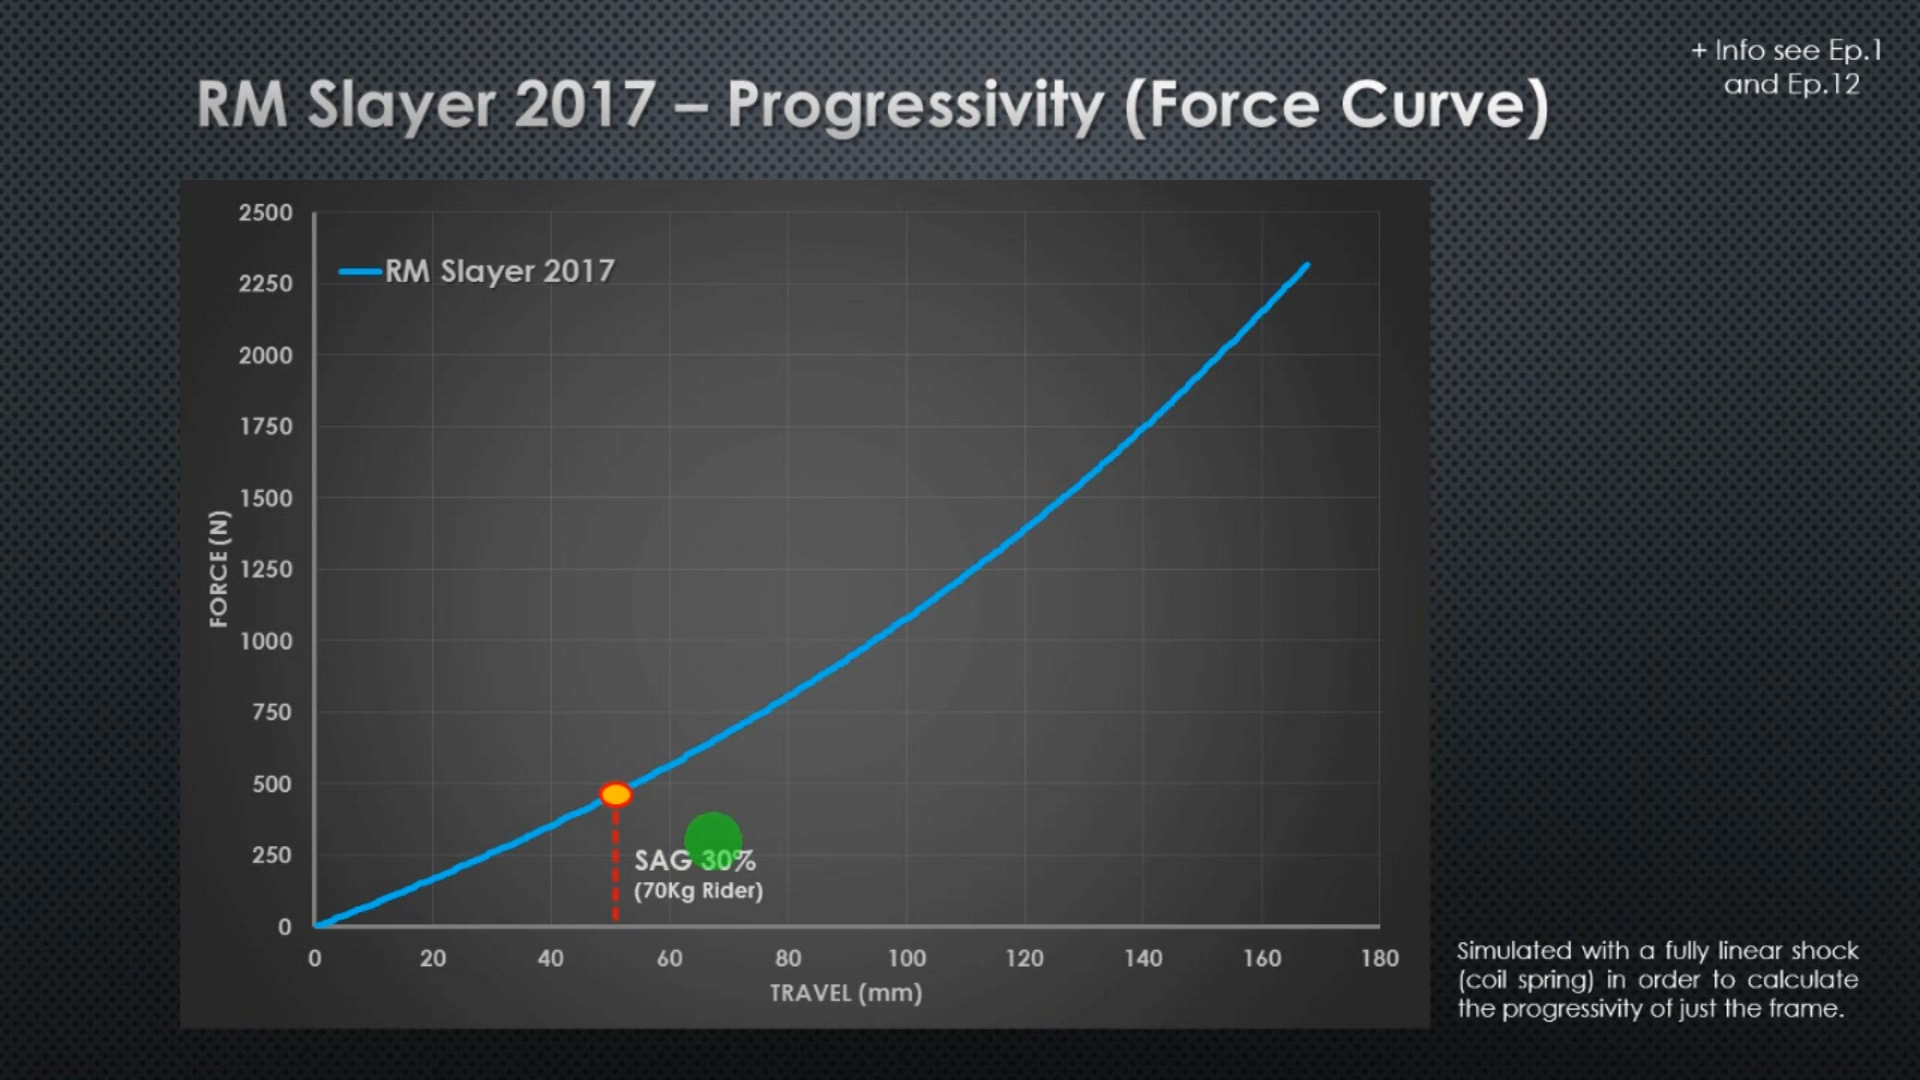 + Info see Ep.1
and Ep.12
RM Slayer 2017 – Progressivity (Force Curve)
2500
2250
2000
1750
1500
1250
1000
750
500
250
0
FORCE (N)
RM Slayer 2017
SAG 30%
(70Kg Rider)
0 20 40 60 80 100 120 140 160 180
TRAVEL (mm)
Simulated with a fully linear shock
(coil spring) in order to calculate
the progressivity of just the frame.